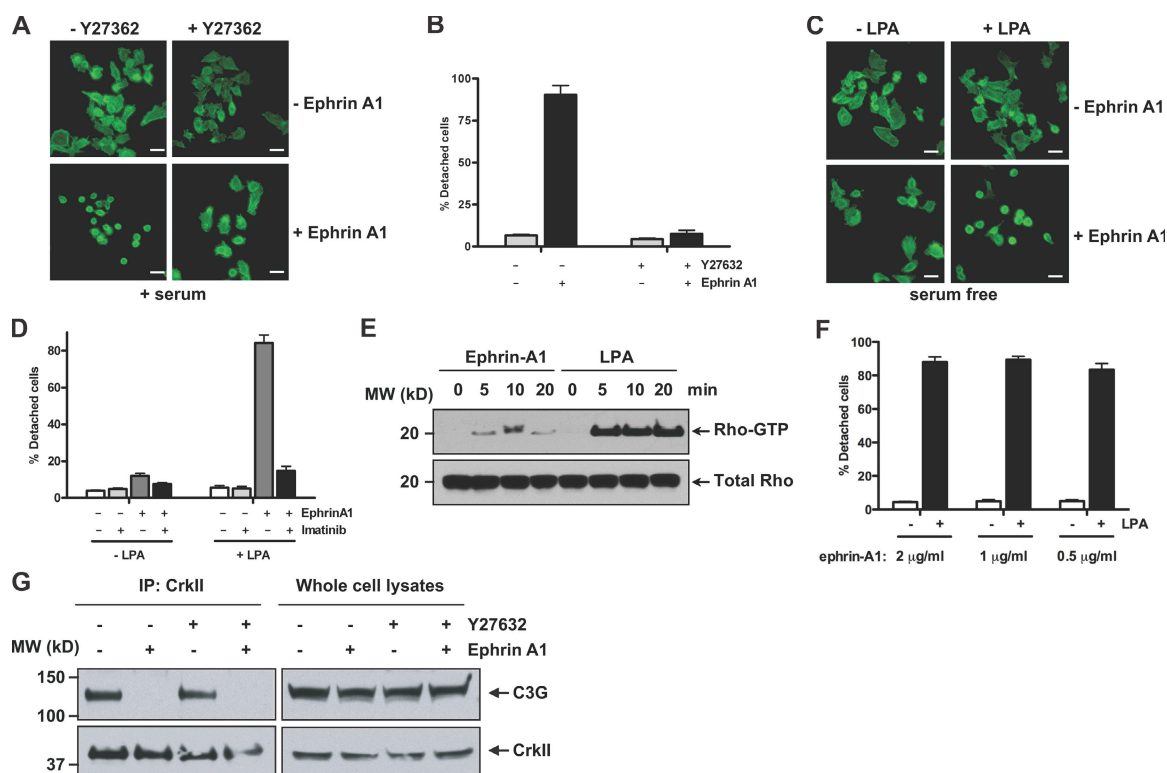 A
- Y27362 + Y27362
- Ephrin A1
+ Ephrin A1
+ serum
B
% Detached cells
100
75
50
25
0
– – + + Y27632
– + – + Ephrin A1
C
- LPA + LPA
- Ephrin A1
+ Ephrin A1
serum free
D
% Detached cells
80
60
40
20
0
– – + + – – + + EphrinA1
– + – + – + – + Imatinib
- LPA + LPA
E
Ephrin-A1 LPA
MW (kD) 0 5 10 20 0 5 10 20 min
20 Rho-GTP
20 Total Rho
F
% Detached cells
100
80
60
40
20
0
- + - + - + LPA
ephrin-A1: 2 µg/ml 1 µg/ml 0.5 µg/ml
G
IP: CrkII Whole cell lysates
- - + + - - + + Y27632
MW (kD) - + - + - + - + Ephrin A1
150
C3G
100
CrkII
37